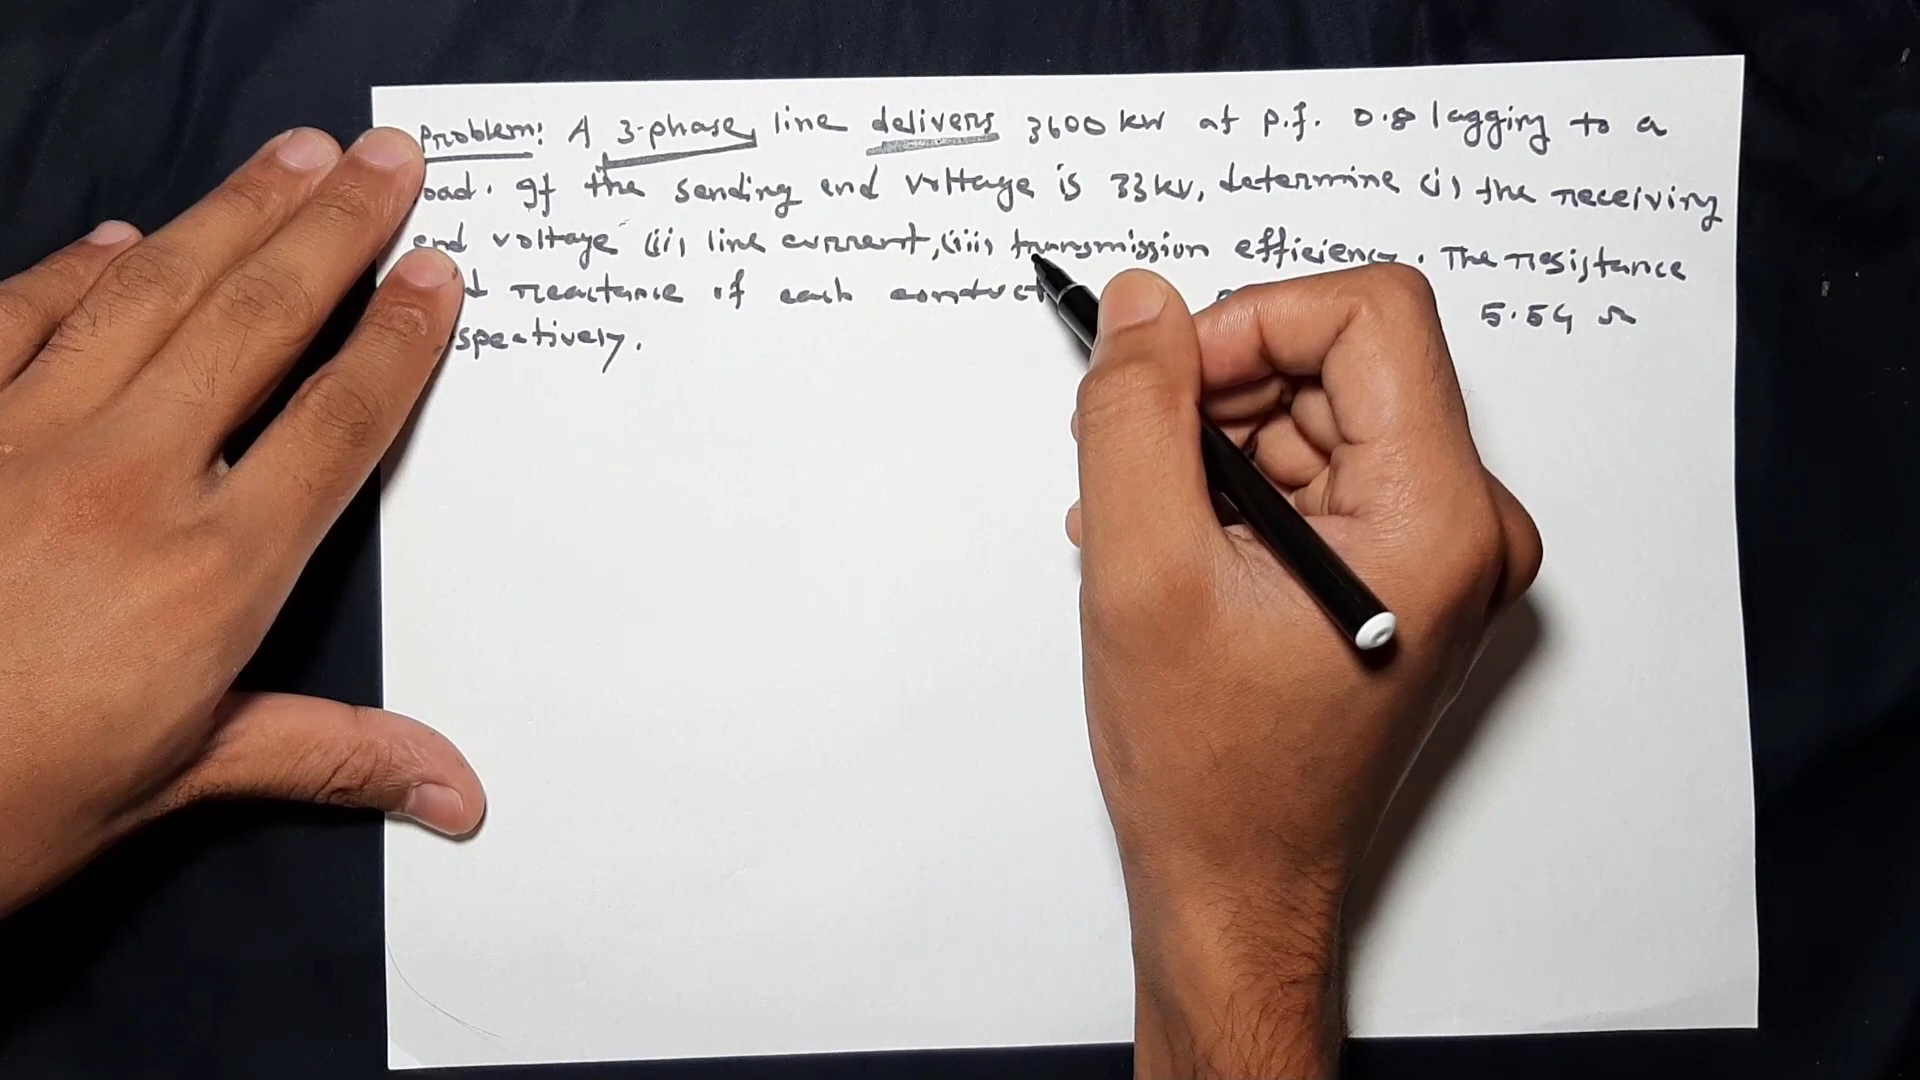 Problem: A 3-phase line delivers 3600 kW at p.f. 0.8 lagging to a
oad. If the sending end voltage is 33kV, determine (i) the receiving
end voltage (ii) line current, (iii) transmission efficiency. The resistance
reactance of each conduct 5.54 Ω
spectively.